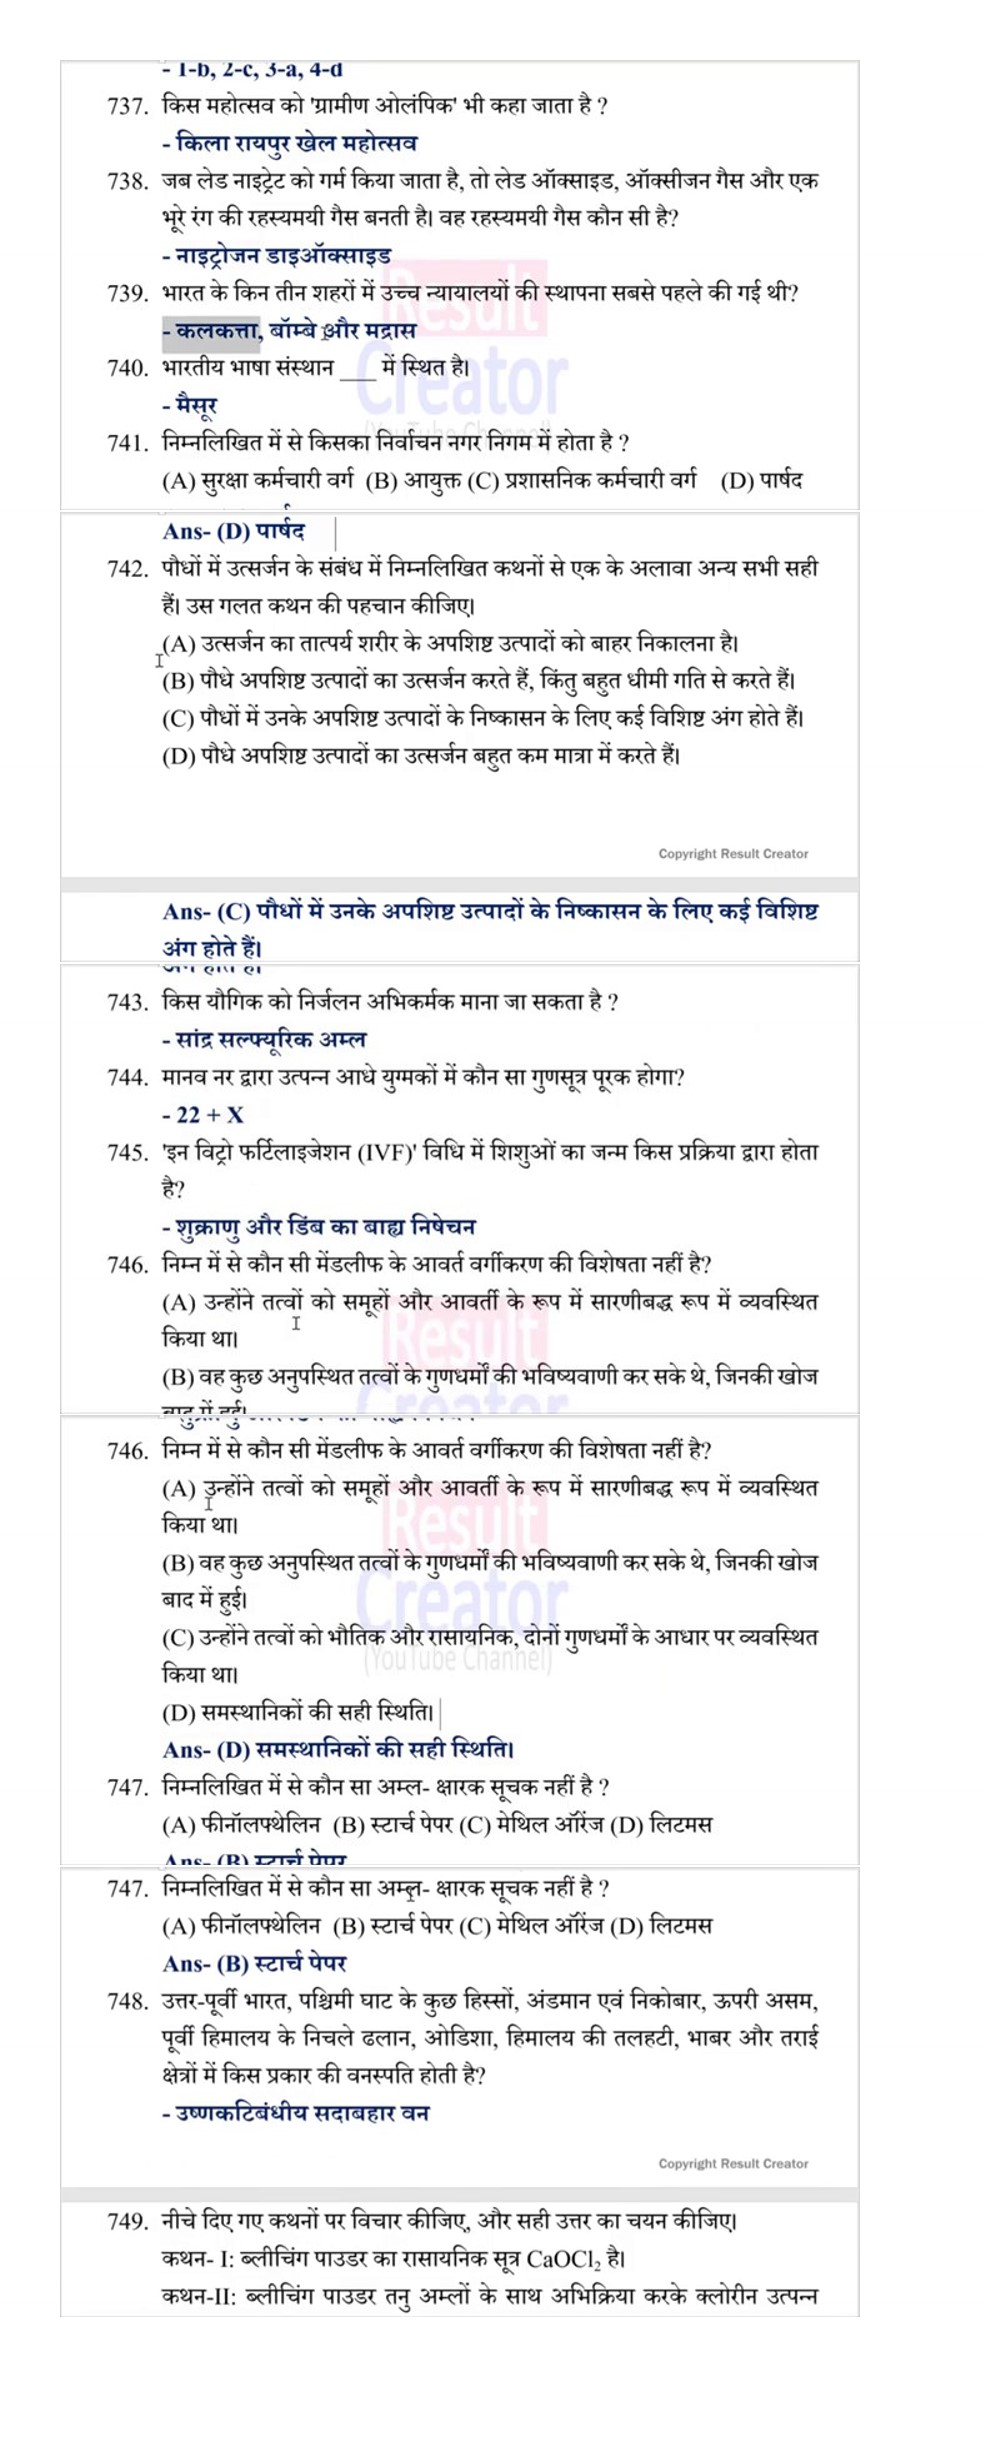 - 1-b, 2-c, 3-a, 4-d
737. किस महोत्सव को 'ग्रामीण ओलंपिक' भी कहा जाता है ?
- किला रायपुर खेल महोत्सव
738. जब लेड नाइट्रेट को गर्म किया जाता है, तो लेड ऑक्साइड, ऑक्सीजन गैस और एक
भूरे रंग की रहस्यमयी गैस बनती है। वह रहस्यमयी गैस कौन सी है?
- नाइट्रोजन डाइऑक्साइड
739. भारत के किन तीन शहरों में उच्च न्यायालयों की स्थापना सबसे पहले की गई थी?
- कलकत्ता, बॉम्बे और मद्रास
740. भारतीय भाषा संस्थान ___ में स्थित है।
- मैसूर
741. निम्नलिखित में से किसका निर्वाचन नगर निगम में होता है ?
(A) सुरक्षा कर्मचारी वर्ग (B) आयुक्त (C) प्रशासनिक कर्मचारी वर्ग (D) पार्षद
Result
Creator
(YouTube Channel)
Ans- (D) पार्षद
742. पौधों में उत्सर्जन के संबंध में निम्नलिखित कथनों से एक के अलावा अन्य सभी सही
हैं। उस गलत कथन की पहचान कीजिए।
(A) उत्सर्जन का तात्पर्य शरीर के अपशिष्ट उत्पादों को बाहर निकालना है।
(B) पौधे अपशिष्ट उत्पादों का उत्सर्जन करते हैं, किंतु बहुत धीमी गति से करते हैं।
(C) पौधों में उनके अपशिष्ट उत्पादों के निष्कासन के लिए कई विशिष्ट अंग होते हैं।
(D) पौधे अपशिष्ट उत्पादों का उत्सर्जन बहुत कम मात्रा में करते हैं।
Copyright Result Creator
Ans- (C) पौधों में उनके अपशिष्ट उत्पादों के निष्कासन के लिए कई विशिष्ट
अंग होते हैं।
अंग होते हैं।
743. किस यौगिक को निर्जलन अभिकर्मक माना जा सकता है ?
- सांद्र सल्फ्यूरिक अम्ल
744. मानव नर द्वारा उत्पन्न आधे युग्मकों में कौन सा गुणसूत्र पूरक होगा?
- 22 + X
745. 'इन विट्रो फर्टिलाइजेशन (IVF)' विधि में शिशुओं का जन्म किस प्रक्रिया द्वारा होता
है?
- शुक्राणु और डिंब का बाह्य निषेचन
746. निम्न में से कौन सी मेंडलीफ के आवर्त वर्गीकरण की विशेषता नहीं है?
(A) उन्होंने तत्वों को समूहों और आवर्ती के रूप में सारणीबद्ध रूप में व्यवस्थित
किया था।
(B) वह कुछ अनुपस्थित तत्वों के गुणधर्मों की भविष्यवाणी कर सके थे, जिनकी खोज
बाद में हुई।
Result
Creator
746. निम्न में से कौन सी मेंडलीफ के आवर्त वर्गीकरण की विशेषता नहीं है?
(A) उन्होंने तत्वों को समूहों और आवर्ती के रूप में सारणीबद्ध रूप में व्यवस्थित
किया था।
(B) वह कुछ अनुपस्थित तत्वों के गुणधर्मों की भविष्यवाणी कर सके थे, जिनकी खोज
बाद में हुई।
(C) उन्होंने तत्वों को भौतिक और रासायनिक, दोनों गुणधर्मों के आधार पर व्यवस्थित
किया था।
(D) समस्थानिकों की सही स्थिति।
Ans- (D) समस्थानिकों की सही स्थिति।
747. निम्नलिखित में से कौन सा अम्ल- क्षारक सूचक नहीं है ?
(A) फीनॉलफ्थेलिन (B) स्टार्च पेपर (C) मेथिल ऑरेंज (D) लिटमस
Ans- (B) स्टार्च पेपर
Result
Creator
(YouTube Channel)
747. निम्नलिखित में से कौन सा अम्ल- क्षारक सूचक नहीं है ?
(A) फीनॉलफ्थेलिन (B) स्टार्च पेपर (C) मेथिल ऑरेंज (D) लिटमस
Ans- (B) स्टार्च पेपर
748. उत्तर-पूर्वी भारत, पश्चिमी घाट के कुछ हिस्सों, अंडमान एवं निकोबार, ऊपरी असम,
पूर्वी हिमालय के निचले ढलान, ओडिशा, हिमालय की तलहटी, भाबर और तराई
क्षेत्रों में किस प्रकार की वनस्पति होती है?
- उष्णकटिबंधीय सदाबहार वन
Copyright Result Creator
749. नीचे दिए गए कथनों पर विचार कीजिए, और सही उत्तर का चयन कीजिए।
कथन- I: ब्लीचिंग पाउडर का रासायनिक सूत्र CaOCl₂ है।
कथन-II: ब्लीचिंग पाउडर तनु अम्लों के साथ अभिक्रिया करके क्लोरीन उत्पन्न